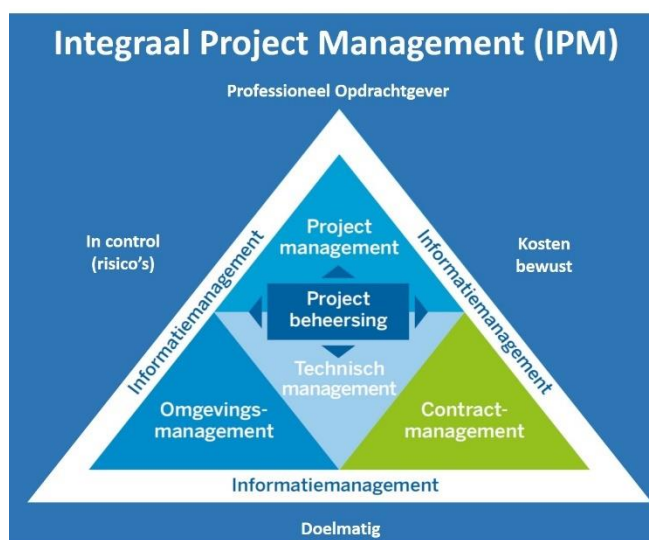 Integraal Project Management (IPM)
Professioneel Opdrachtgever
In control
(risico's)
Informatiemanagement
Project
management
Informatiemanagement
Kosten
bewust
Project
beheersing
Technisch
management
Omgevings-
management
Contract-
management
Informatiemanagement
Doelmatig